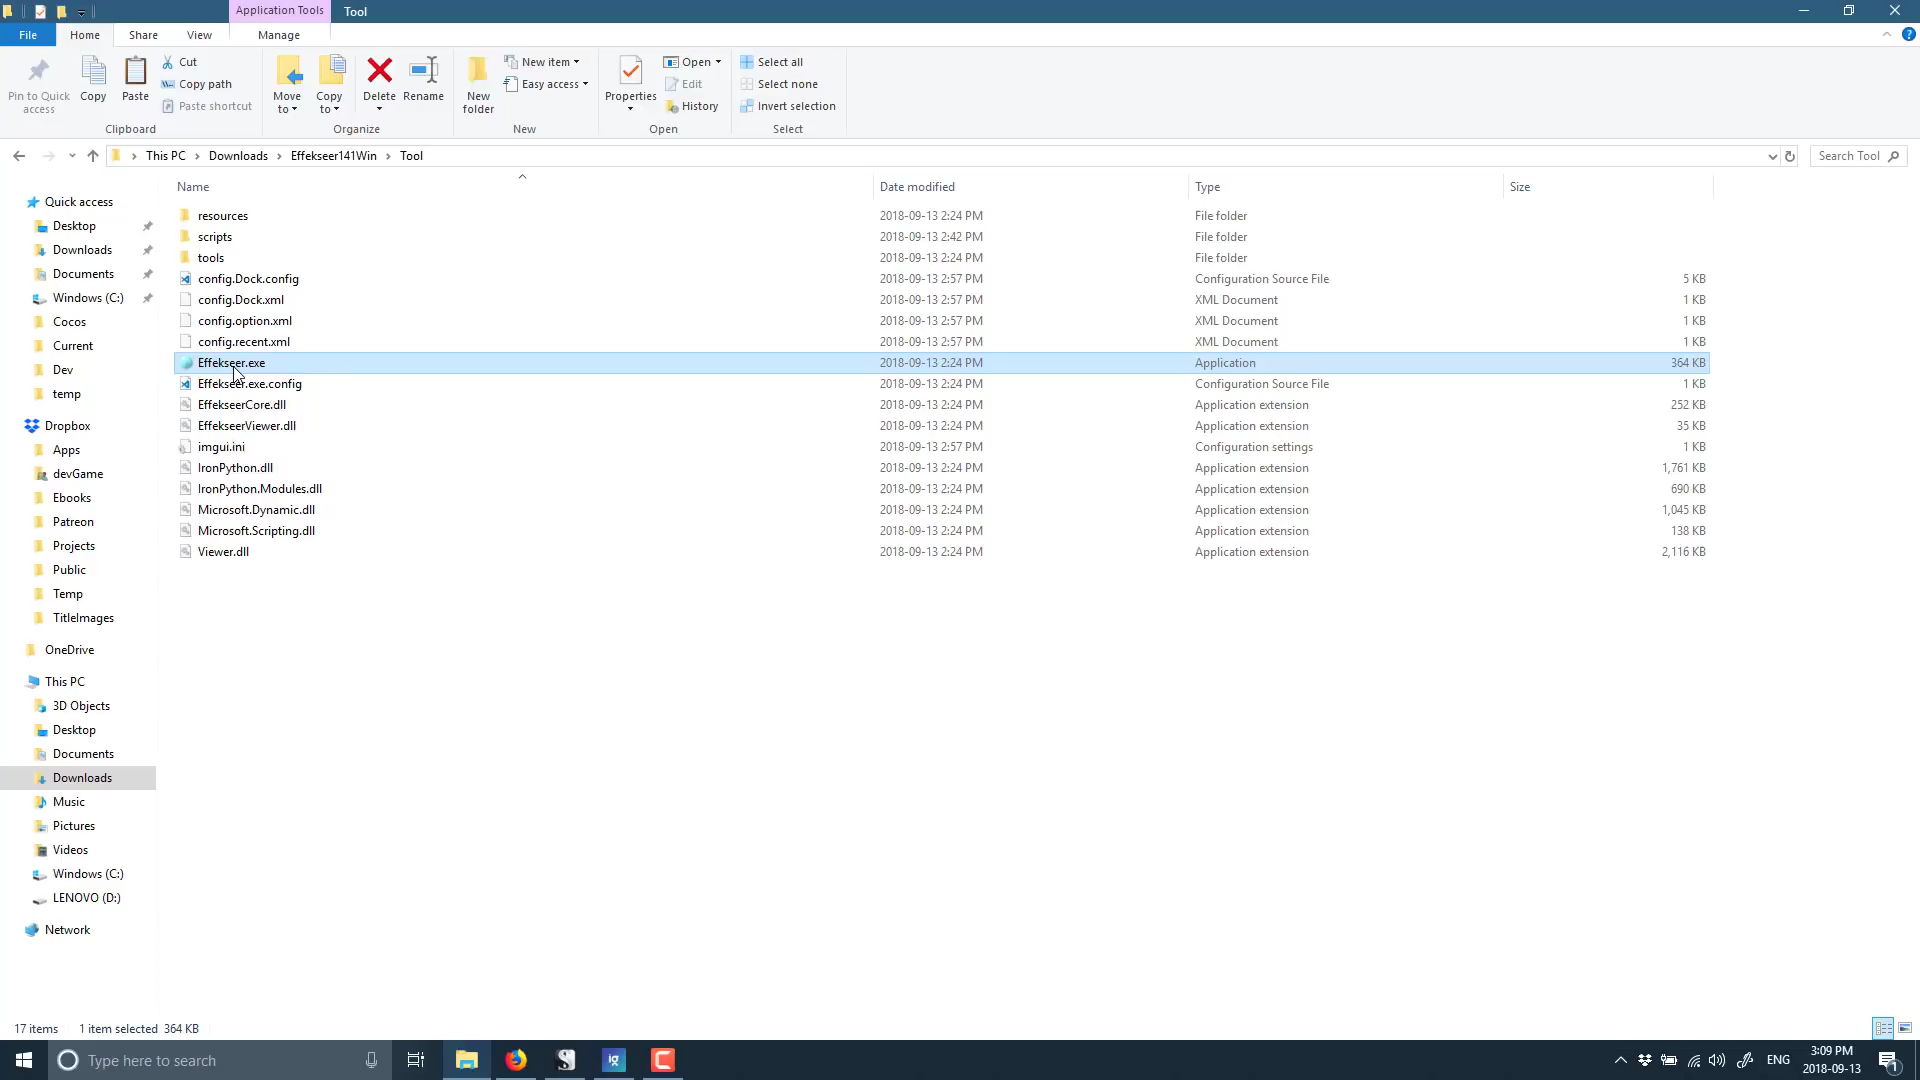 Application Tools
Tool
File
Home
Share
View
Manage
Pin to Quick access
Copy
Paste
Cut
Copy path
Paste shortcut
Clipboard
Move to
Copy to
Delete
Rename
Organize
New folder
New item
Easy access
New
Properties
Open
Edit
History
Open
Select all
Select none
Invert selection
Select
This PC > Downloads > Effekseer141Win > Tool
Search Tool
Name Date modified Type Size
resources 2018-09-13 2:24 PM File folder
scripts 2018-09-13 2:42 PM File folder
tools 2018-09-13 2:24 PM File folder
config.Dock.config 2018-09-13 2:57 PM Configuration Source File 5 KB
config.Dock.xml 2018-09-13 2:57 PM XML Document 1 KB
config.option.xml 2018-09-13 2:57 PM XML Document 1 KB
config.recent.xml 2018-09-13 2:57 PM XML Document 1 KB
Effekseer.exe 2018-09-13 2:24 PM Application 364 KB
Effekseer.exe.config 2018-09-13 2:24 PM Configuration Source File 1 KB
EffekseerCore.dll 2018-09-13 2:24 PM Application extension 252 KB
EffekseerViewer.dll 2018-09-13 2:24 PM Application extension 35 KB
imgui.ini 2018-09-13 2:57 PM Configuration settings 1 KB
IronPython.dll 2018-09-13 2:24 PM Application extension 1,761 KB
IronPython.Modules.dll 2018-09-13 2:24 PM Application extension 690 KB
Microsoft.Dynamic.dll 2018-09-13 2:24 PM Application extension 1,045 KB
Microsoft.Scripting.dll 2018-09-13 2:24 PM Application extension 138 KB
Viewer.dll 2018-09-13 2:24 PM Application extension 2,116 KB
Quick access
Desktop
Downloads
Documents
Windows (C:)
Cocos
Current
Dev
temp
Dropbox
Apps
devGame
Ebooks
Patreon
Projects
Public
Temp
TitleImages
OneDrive
This PC
3D Objects
Desktop
Documents
Downloads
Music
Pictures
Videos
Windows (C:)
LENOVO (D:)
Network
17 items 1 item selected 364 KB
Type here to search
ig
ENG
3:09 PM
2018-09-13
1